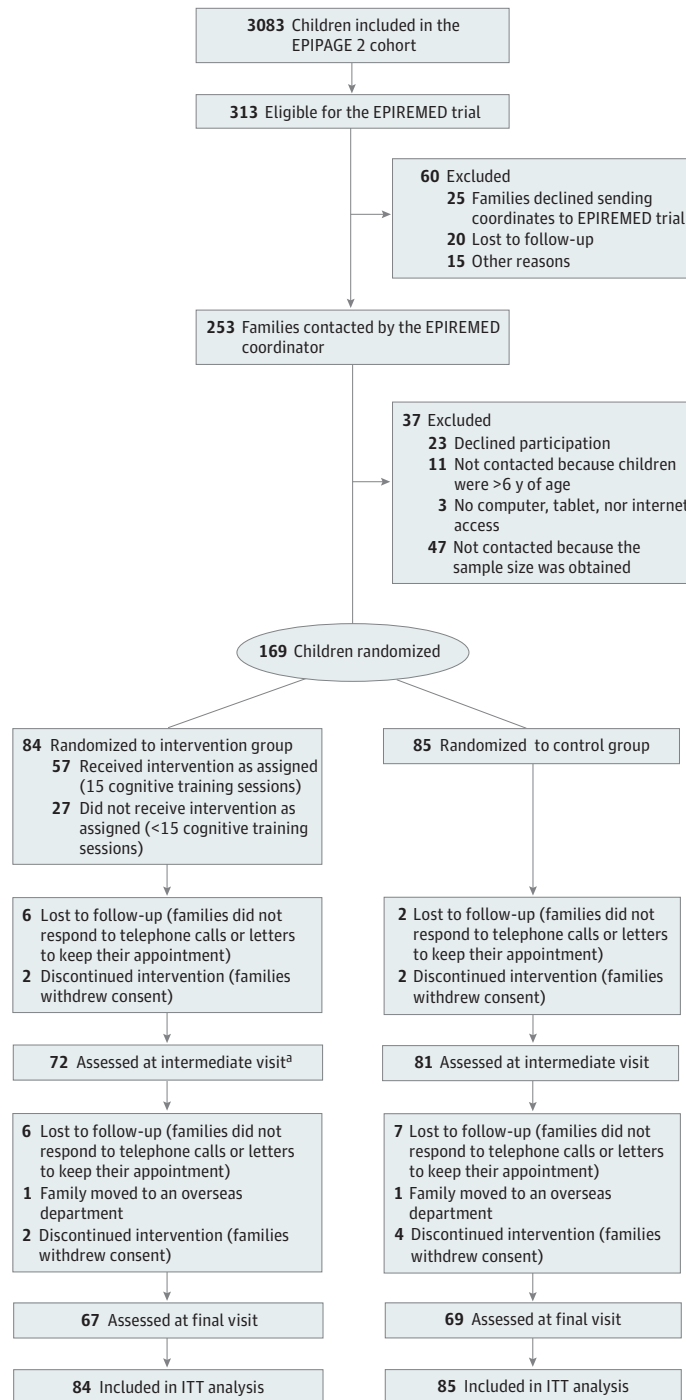 3083 Children included in the
EPIPAGE 2 cohort
313 Eligible for the EPIREMED trial
60 Excluded
25 Families declined sending
coordinates to EPIREMED trial
20 Lost to follow-up
15 Other reasons
253 Families contacted by the EPIREMED
coordinator
37 Excluded
23 Declined participation
11 Not contacted because children
were >6 y of age
3 No computer, tablet, nor internet
access
47 Not contacted because the
sample size was obtained
169 Children randomized
84 Randomized to intervention group
57 Received intervention as assigned
(15 cognitive training sessions)
27 Did not receive intervention as
assigned (<15 cognitive training
sessions)
85 Randomized to control group
6 Lost to follow-up (families did not
respond to telephone calls or letters
to keep their appointment)
2 Discontinued intervention (families
withdrew consent)
2 Lost to follow-up (families did not
respond to telephone calls or letters
to keep their appointment)
2 Discontinued intervention (families
withdrew consent)
72 Assessed at intermediate visitᵃ
81 Assessed at intermediate visit
6 Lost to follow-up (families did not
respond to telephone calls or letters
to keep their appointment)
1 Family moved to an overseas
department
2 Discontinued intervention (families
withdrew consent)
7 Lost to follow-up (families did not
respond to telephone calls or letters
to keep their appointment)
1 Family moved to an overseas
department
4 Discontinued intervention (families
withdrew consent)
67 Assessed at final visit
69 Assessed at final visit
84 Included in ITT analysis
85 Included in ITT analysis